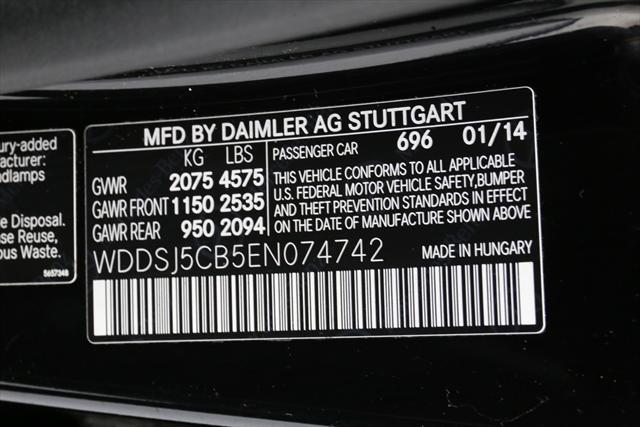 MFD BY DAIMLER AG STUTTGART
KG LBS
GVWR 2075 4575
GAWR FRONT 1150 2535
GAWR REAR 950 2094
PASSENGER CAR 696 01/14
THIS VEHICLE CONFORMS TO ALL APPLICABLE
U.S. FEDERAL MOTOR VEHICLE SAFETY,BUMPER
AND THEFT PREVENTION STANDARDS IN EFFECT
ON THE DATE OF MANUFACTURE SHOWN ABOVE
WDDSJ5CB5EN074742 MADE IN HUNGARY
ury-added
acturer:
adlamps
e Disposal.
se Reuse,
ous Waste.
5657348